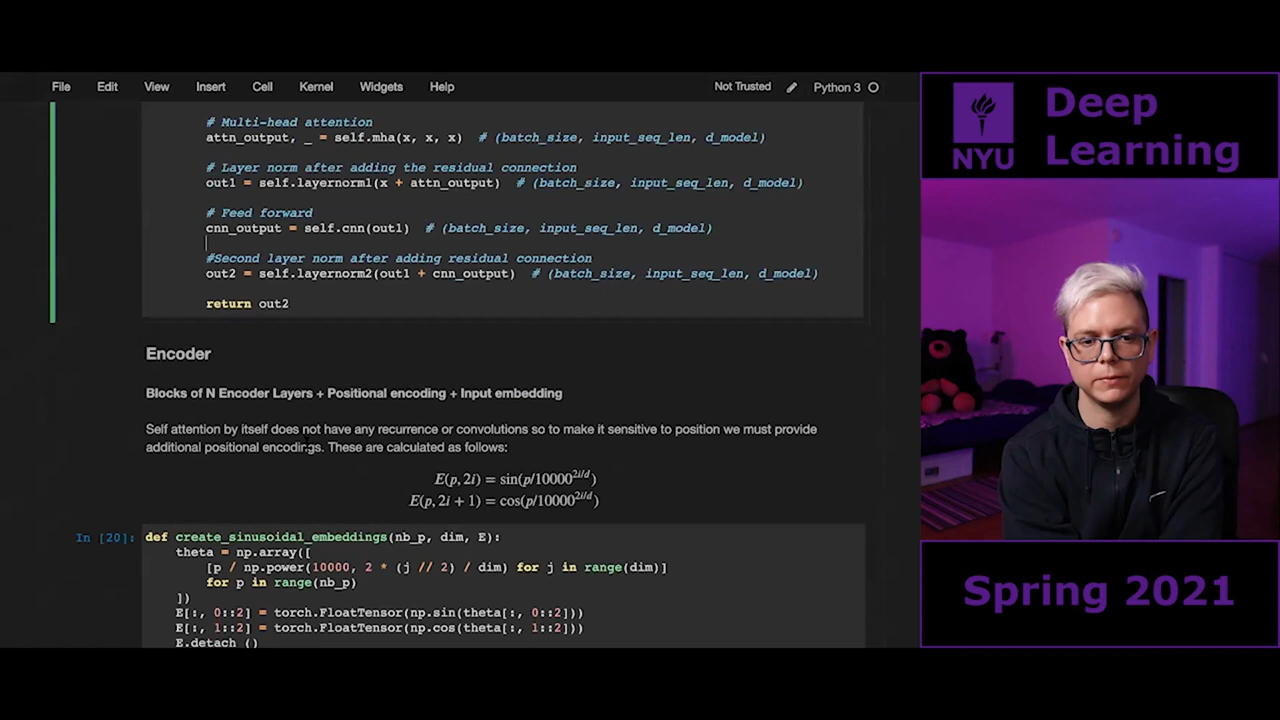 File Edit View Insert Cell Kernel Widgets Help Not Trusted Python 3
# Multi-head attention
attn_output, _ = self.mha(x, x, x)  # (batch_size, input_seq_len, d_model)
# Layer norm after adding the residual connection
out1 = self.layernorm1(x + attn_output)  # (batch_size, input_seq_len, d_model)
# Feed forward
cnn_output = self.cnn(out1)  # (batch_size, input_seq_len, d_model)
#Second layer norm after adding residual connection
out2 = self.layernorm2(out1 + cnn_output)  # (batch_size, input_seq_len, d_model)
return out2
Encoder
Blocks of N Encoder Layers + Positional encoding + Input embedding
Self attention by itself does not have any recurrence or convolutions so to make it sensitive to position we must provide
additional positional encodings. These are calculated as follows:
E(p, 2i) = sin(p/10000^{2i/d})
E(p, 2i + 1) = cos(p/10000^{2i/d})
In [20]: def create_sinusoidal_embeddings(nb_p, dim, E):
theta = np.array([
[p / np.power(10000, 2 * (j // 2) / dim) for j in range(dim)]
for p in range(nb_p)
])
E[:, 0::2] = torch.FloatTensor(np.sin(theta[:, 0::2]))
E[:, 1::2] = torch.FloatTensor(np.cos(theta[:, 1::2]))
E.detach_()
NYU
Deep
Learning
Spring 2021